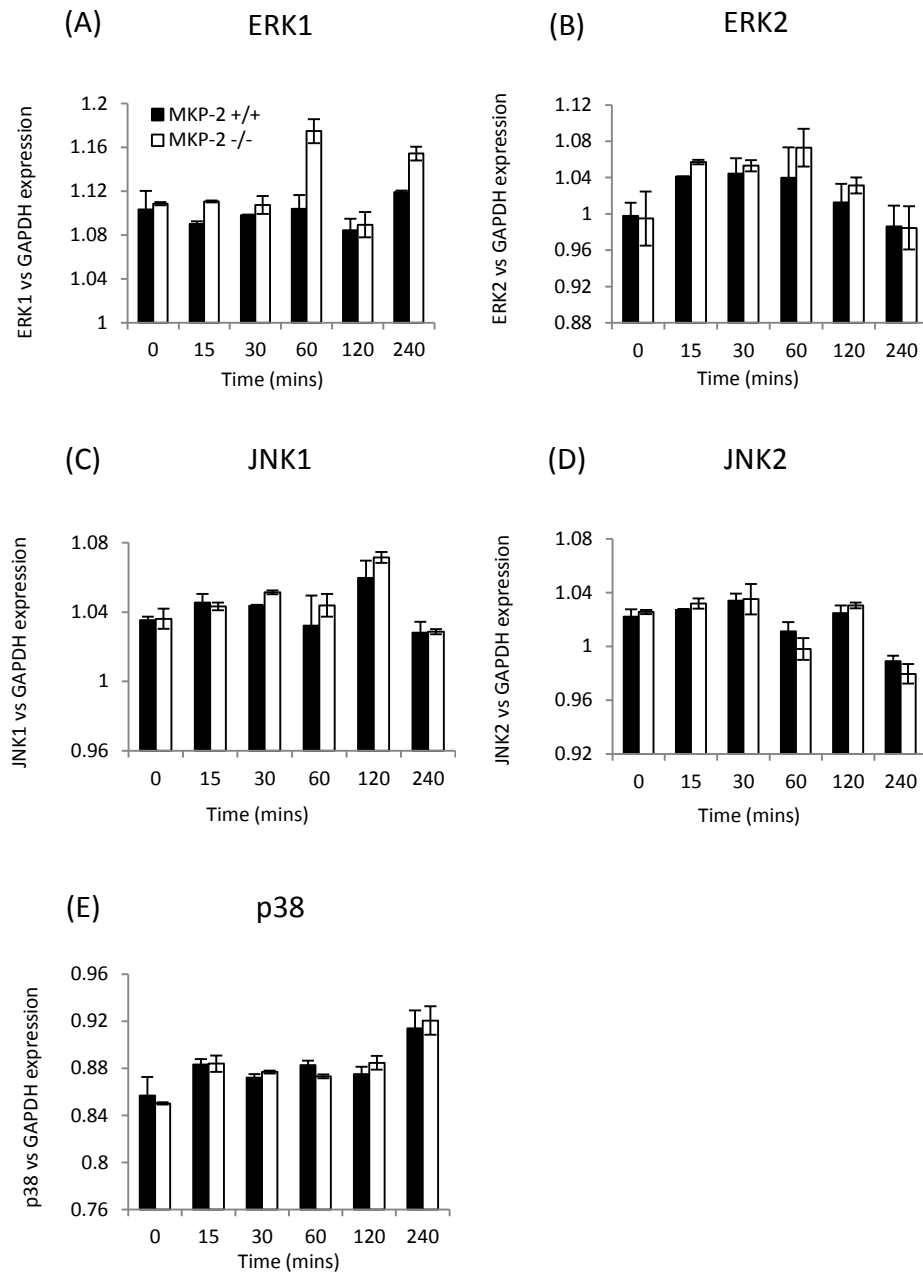 (A) ERK1
ERK1 vs GAPDH expression
1.2
1.16
1.12
1.08
1.04
1
MKP-2 +/+
MKP-2 -/-
0 15 30 60 120 240
Time (mins)
(B) ERK2
ERK2 vs GAPDH expression
1.12
1.08
1.04
1
0.96
0.92
0.88
0 15 30 60 120 240
Time (mins)
(C) JNK1
JNK1 vs GAPDH expression
1.08
1.04
1
0.96
0 15 30 60 120 240
Time (mins)
(D) JNK2
JNK2 vs GAPDH expression
1.08
1.04
1
0.96
0.92
0 15 30 60 120 240
Time (mins)
(E) p38
p38 vs GAPDH expression
0.96
0.92
0.88
0.84
0.8
0.76
0 15 30 60 120 240
Time (mins)